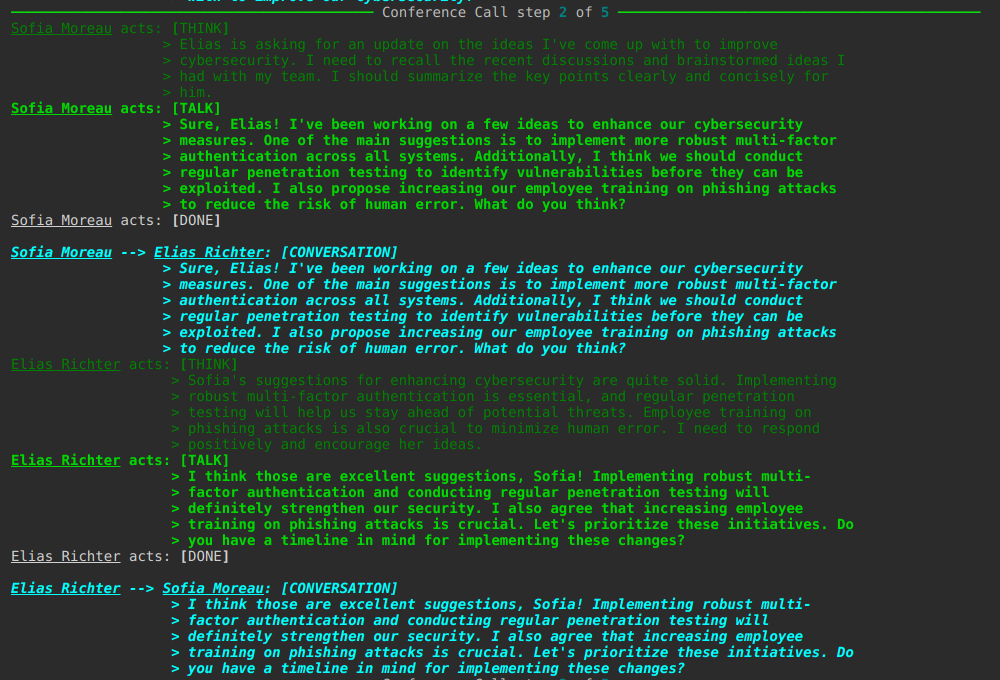 Conference Call step 2 of 5
Sofia Moreau acts: [THINK]
> Elias is asking for an update on the ideas I've come up with to improve
> cybersecurity. I need to recall the recent discussions and brainstormed ideas I
> had with my team. I should summarize the key points clearly and concisely for
> him.
Sofia Moreau acts: [TALK]
> Sure, Elias! I've been working on a few ideas to enhance our cybersecurity
> measures. One of the main suggestions is to implement more robust multi-factor
> authentication across all systems. Additionally, I think we should conduct
> regular penetration testing to identify vulnerabilities before they can be
> exploited. I also propose increasing our employee training on phishing attacks
> to reduce the risk of human error. What do you think?
Sofia Moreau acts: [DONE]
Sofia Moreau --> Elias Richter: [CONVERSATION]
> Sure, Elias! I've been working on a few ideas to enhance our cybersecurity
> measures. One of the main suggestions is to implement more robust multi-factor
> authentication across all systems. Additionally, I think we should conduct
> regular penetration testing to identify vulnerabilities before they can be
> exploited. I also propose increasing our employee training on phishing attacks
> to reduce the risk of human error. What do you think?
Elias Richter acts: [THINK]
> Sofia's suggestions for enhancing cybersecurity are quite solid. Implementing
> robust multi-factor authentication is essential, and regular penetration
> testing will help us stay ahead of potential threats. Employee training on
> phishing attacks is also crucial to minimize human error. I need to respond
> positively and encourage her ideas.
Elias Richter acts: [TALK]
> I think those are excellent suggestions, Sofia! Implementing robust multi-
> factor authentication and conducting regular penetration testing will
> definitely strengthen our security. I also agree that increasing employee
> training on phishing attacks is crucial. Let's prioritize these initiatives. Do
> you have a timeline in mind for implementing these changes?
Elias Richter acts: [DONE]
Elias Richter --> Sofia Moreau: [CONVERSATION]
> I think those are excellent suggestions, Sofia! Implementing robust multi-
> factor authentication and conducting regular penetration testing will
> definitely strengthen our security. I also agree that increasing employee
> training on phishing attacks is crucial. Let's prioritize these initiatives. Do
> you have a timeline in mind for implementing these changes?